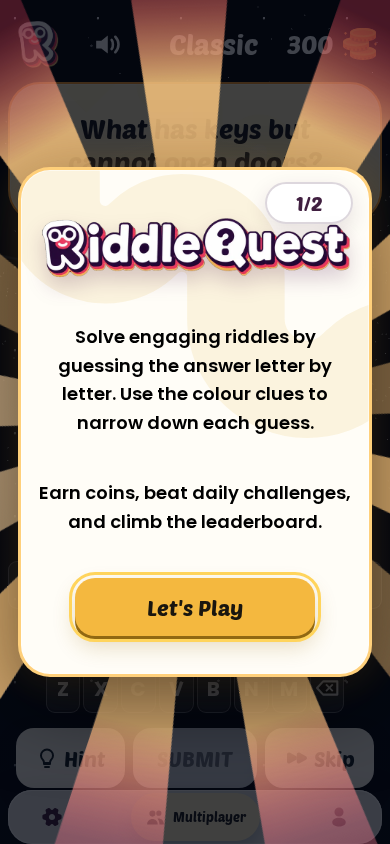 Classic 300
What has keys but
cannot open doors?
1/2
Riddle Quest
Solve engaging riddles by
guessing the answer letter by
letter. Use the colour clues to
narrow down each guess.
Earn coins, beat daily challenges,
and climb the leaderboard.
Let's Play
Z X C V B N M
Hint SUBMIT Skip
Multiplayer